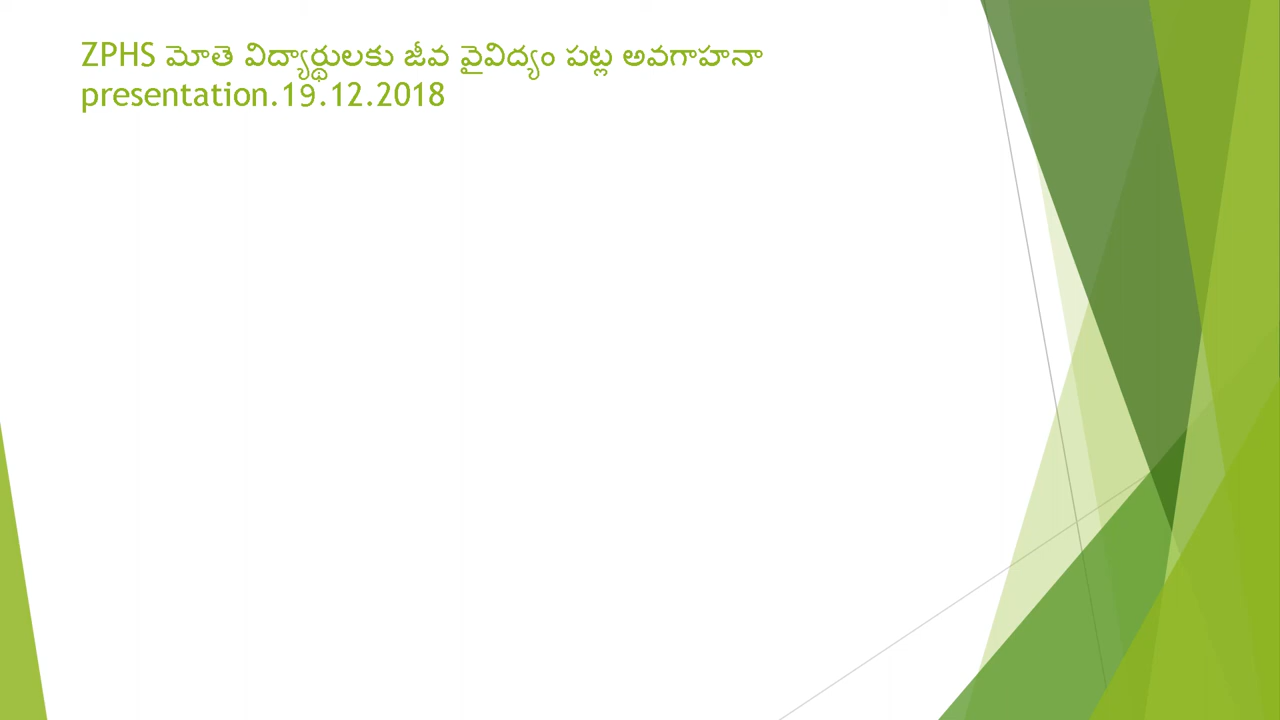 ZPHS మోతె విద్యార్థులకు జీవ వైవిద్యం పట్ల అవగాహనా
presentation.19.12.2018